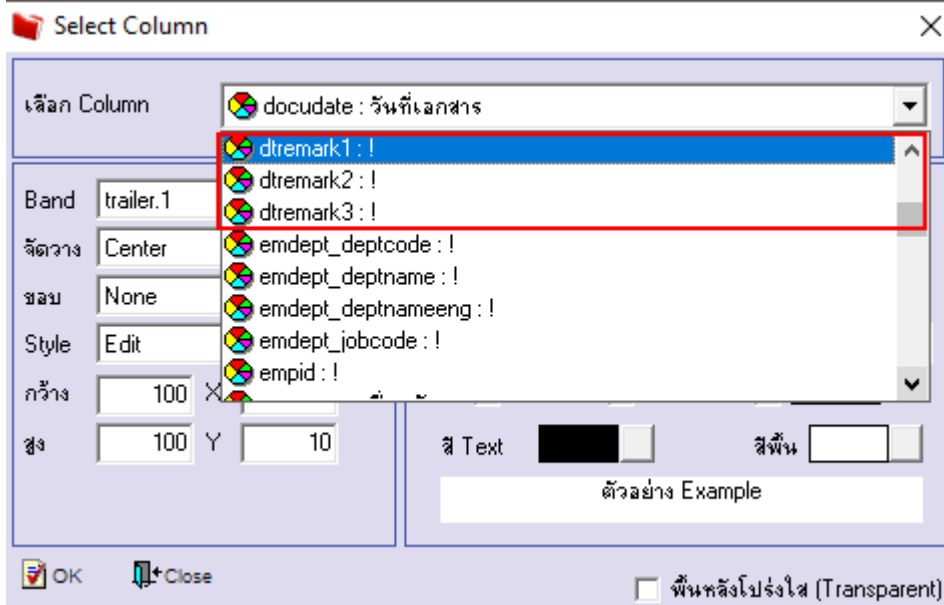 Select Column
เลือก Column
docudate : วันที่เอกสาร
dtremark1 : !
dtremark2 : !
dtremark3 : !
emdept_deptcode : !
emdept_deptname : !
emdept_deptnameeng : !
emdept_jobcode : !
empid : !
Band trailer.1
จัดวาง Center
ขอบ None
Style Edit
กว้าง 100 X
สูง 100 Y 10
สี Text
สีพื้น
ตัวอย่าง Example
OK Close
พื้นหลังโปร่งใส (Transparent)